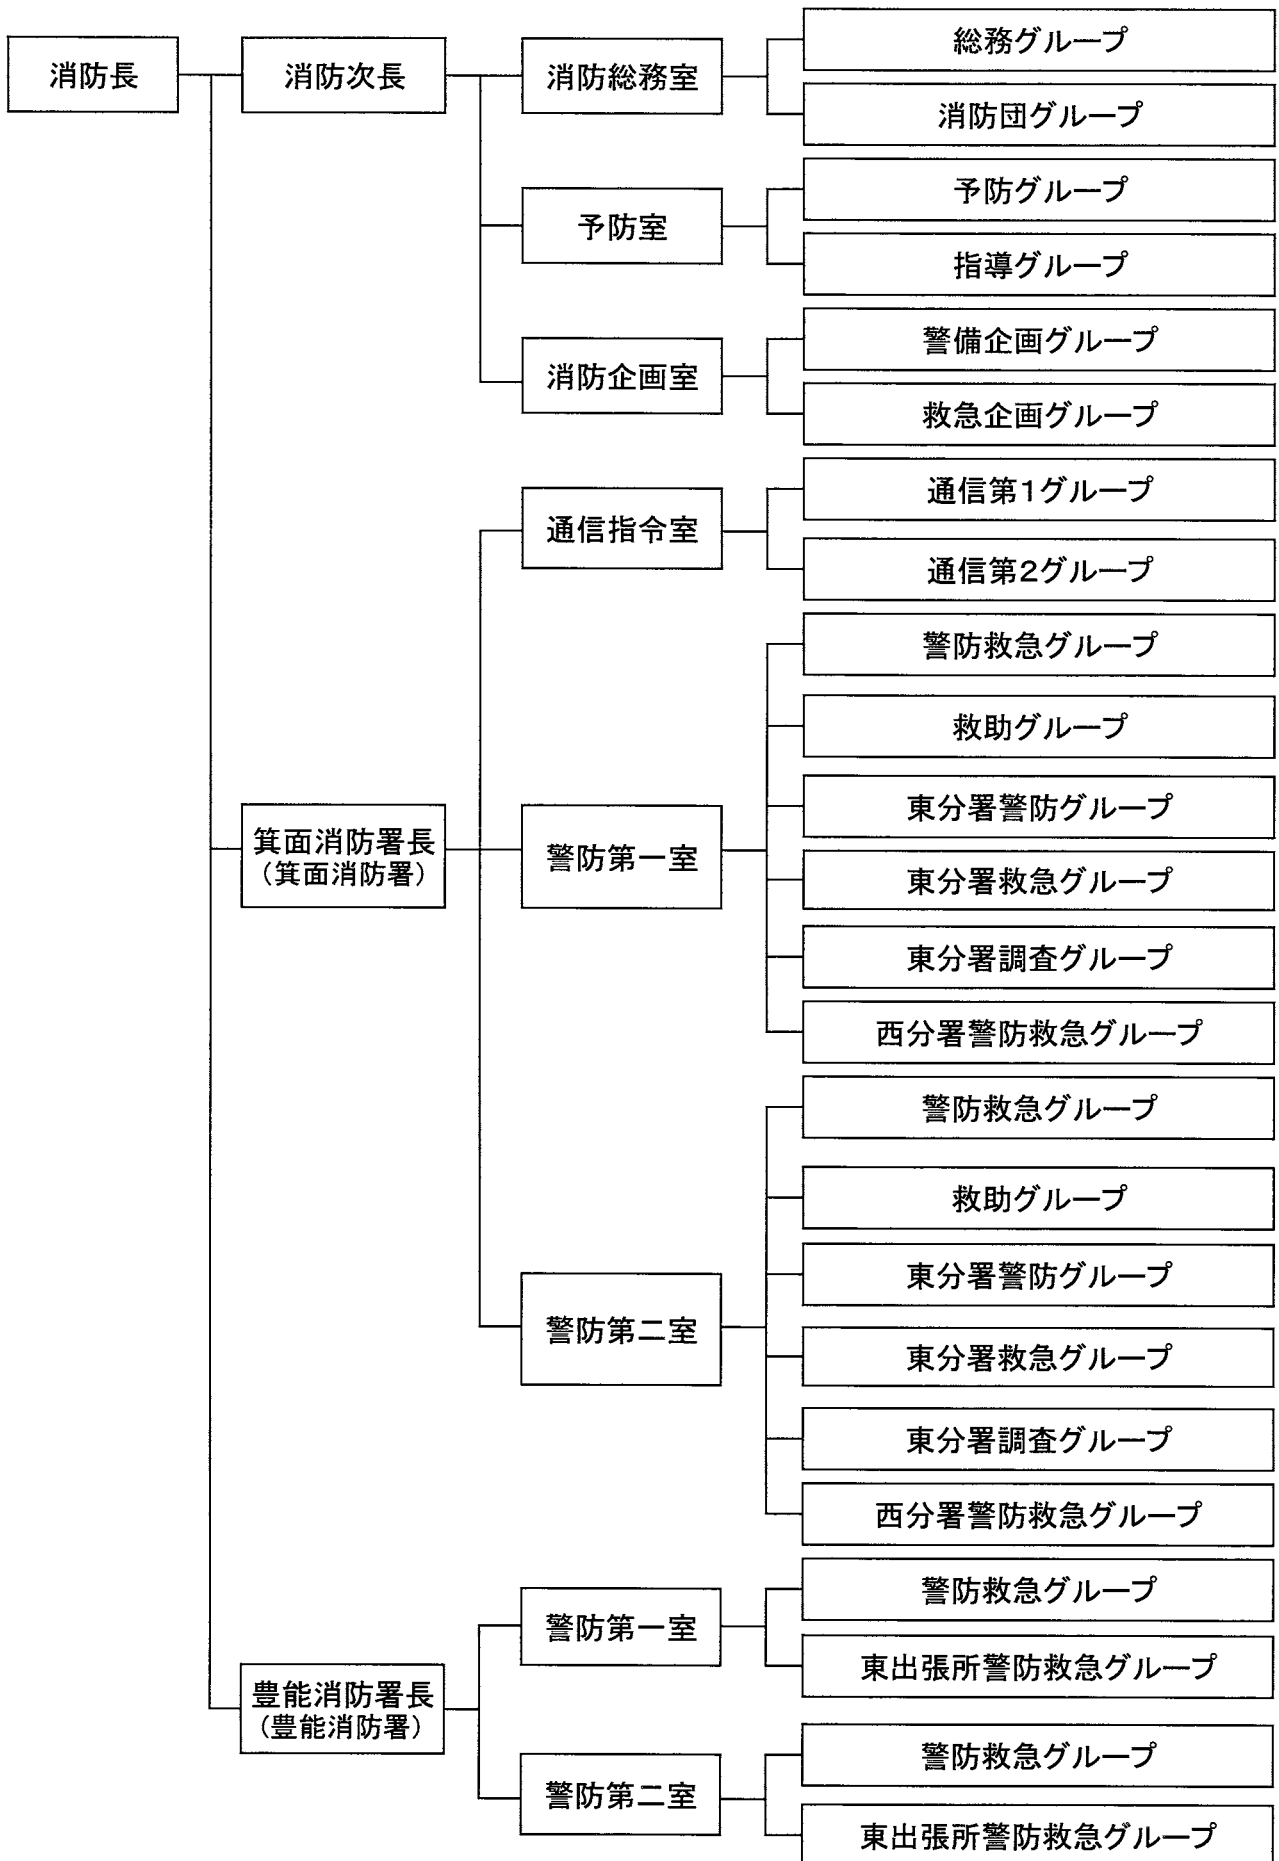 消防長
消防次長
消防総務室
総務グループ
消防団グループ
予防室
予防グループ
指導グループ
消防企画室
警備企画グループ
救急企画グループ
箕面消防署長
（箕面消防署）
通信指令室
通信第1グループ
通信第2グループ
警防第一室
警防救急グループ
救助グループ
東分署警防グループ
東分署救急グループ
東分署調査グループ
西分署警防救急グループ
警防第二室
警防救急グループ
救助グループ
東分署警防グループ
東分署救急グループ
東分署調査グループ
西分署警防救急グループ
豊能消防署長
（豊能消防署）
警防第一室
警防救急グループ
東出張所警防救急グループ
警防第二室
警防救急グループ
東出張所警防救急グループ